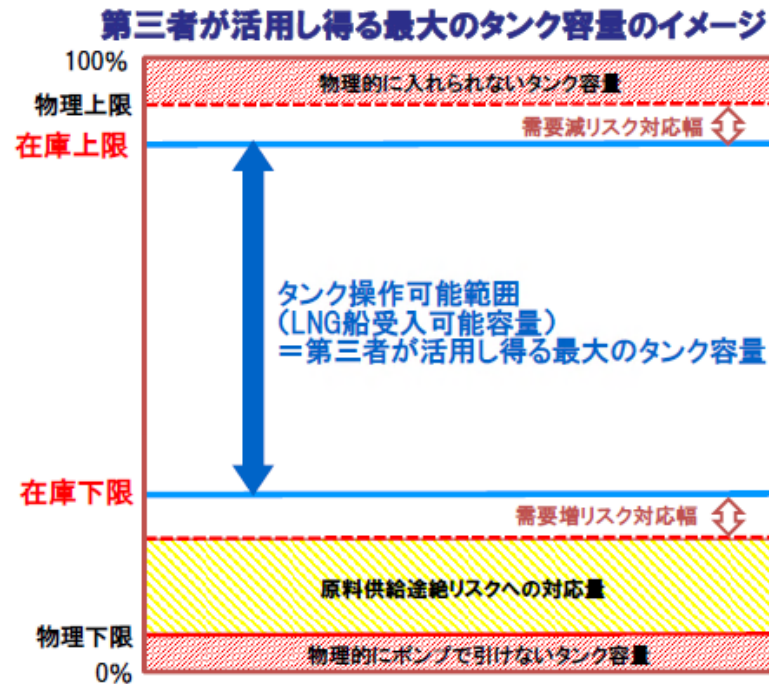 第三者が活用し得る最大のタンク容量のイメージ
100%
物理的に入れられないタンク容量
物理上限
需要減リスク対応幅
在庫上限
タンク操作可能範囲
(LNG船受入可能容量)
=第三者が活用し得る最大のタンク容量
在庫下限
需要増リスク対応幅
原料供給途絶リスクへの対応量
物理下限
物理的にポンプで引けないタンク容量
0%